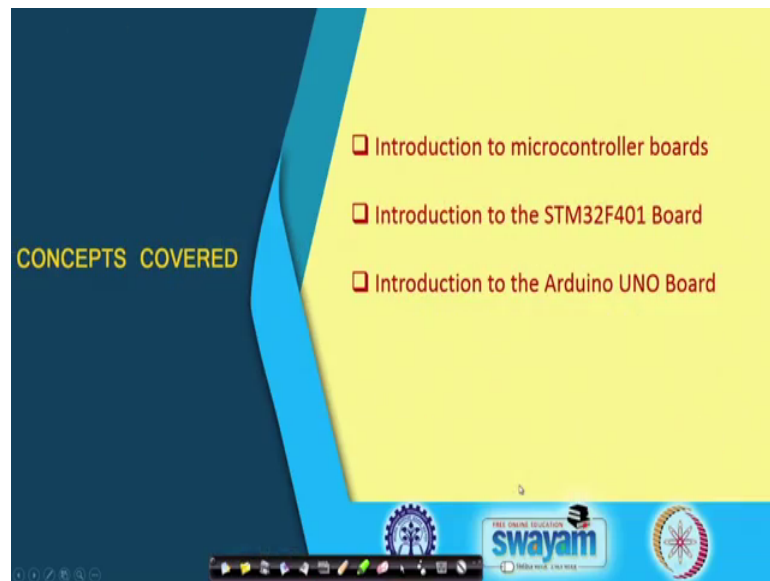 CONCEPTS COVERED
Introduction to microcontroller boards
Introduction to the STM32F401 Board
Introduction to the Arduino UNO Board
FREE ONLINE EDUCATION
swayam